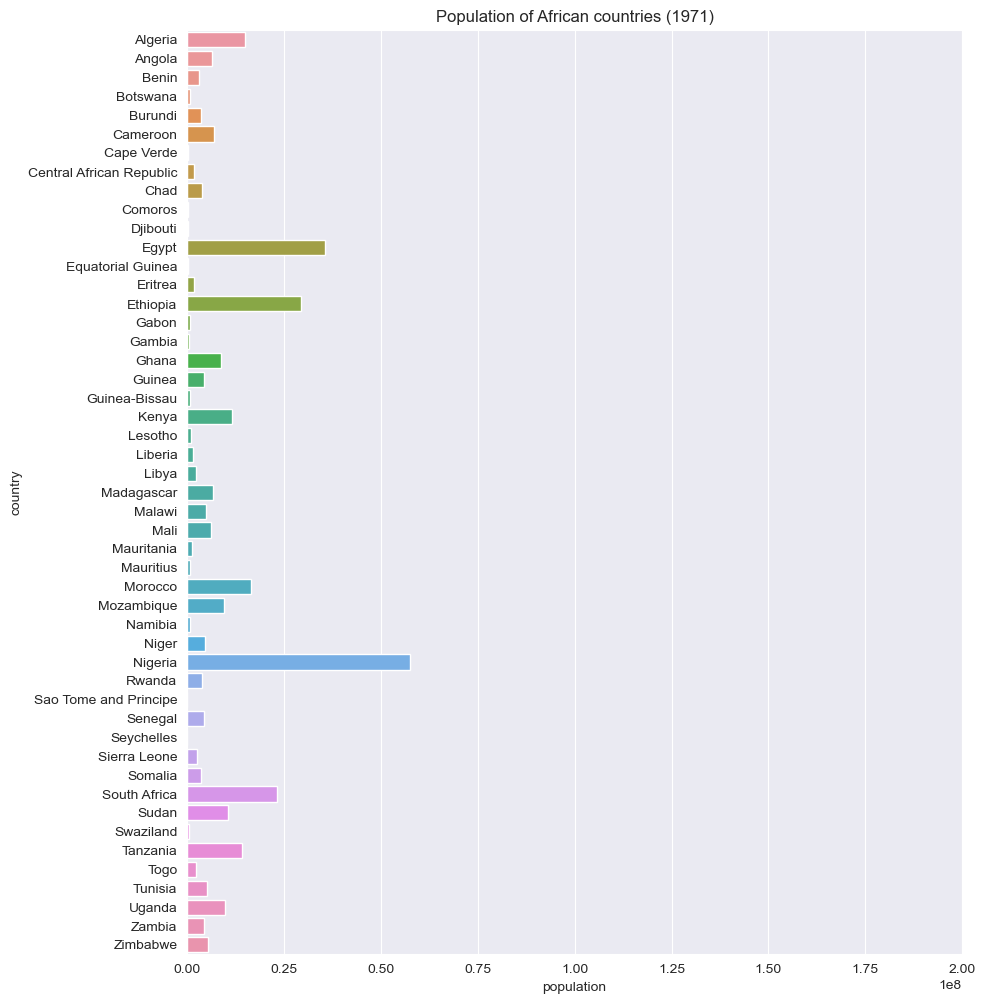 Population of African countries (1971)
Algeria
Angola
Benin
Botswana
Burundi
Cameroon
Cape Verde
Central African Republic
Chad
Comoros
Djibouti
Egypt
Equatorial Guinea
Eritrea
Ethiopia
Gabon
Gambia
Ghana
Guinea
Guinea-Bissau
Kenya
Lesotho
Liberia
Libya
Madagascar
Malawi
Mali
Mauritania
Mauritius
Morocco
Mozambique
Namibia
Niger
Nigeria
Rwanda
Sao Tome and Principe
Senegal
Seychelles
Sierra Leone
Somalia
South Africa
Sudan
Swaziland
Tanzania
Togo
Tunisia
Uganda
Zambia
Zimbabwe
country
0.00 0.25 0.50 0.75 1.00 1.25 1.50 1.75 2.00
1e8
population